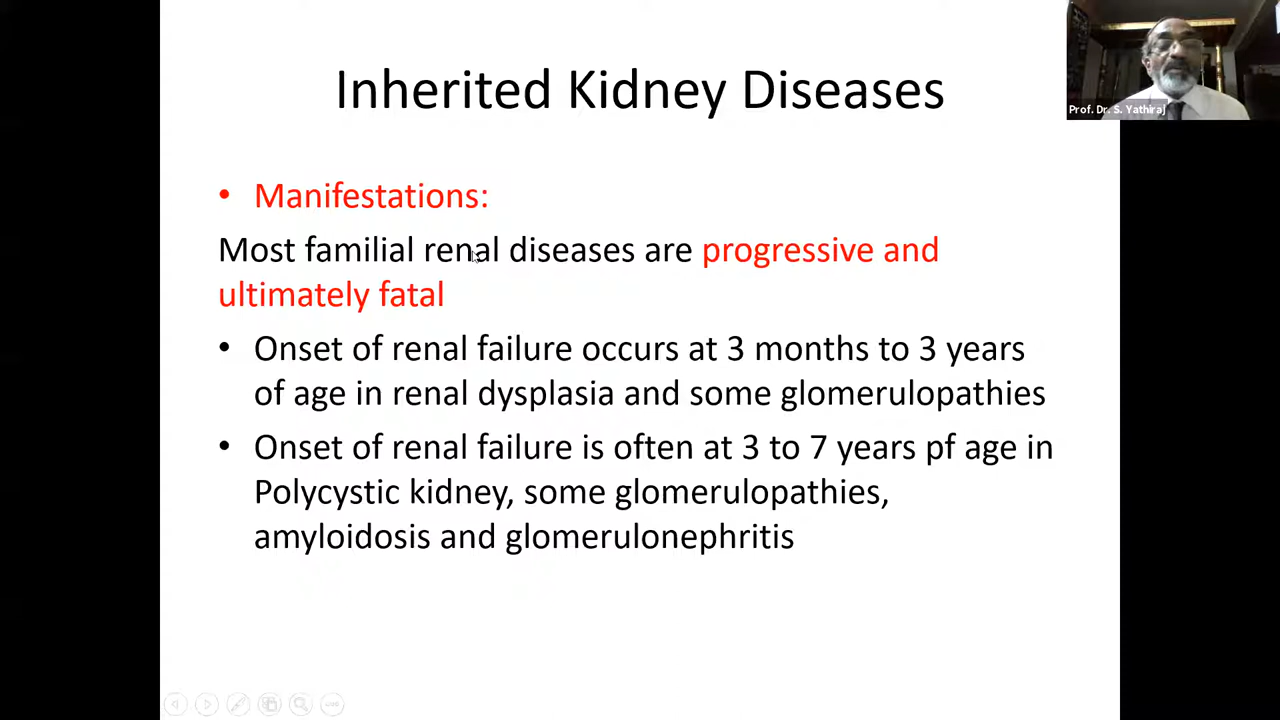 Inherited Kidney Diseases
Prof. Dr. S. Yathiraj
• Manifestations:
Most familial renal diseases are progressive and
ultimately fatal
• Onset of renal failure occurs at 3 months to 3 years
of age in renal dysplasia and some glomerulopathies
• Onset of renal failure is often at 3 to 7 years pf age in
Polycystic kidney, some glomerulopathies,
amyloidosis and glomerulonephritis